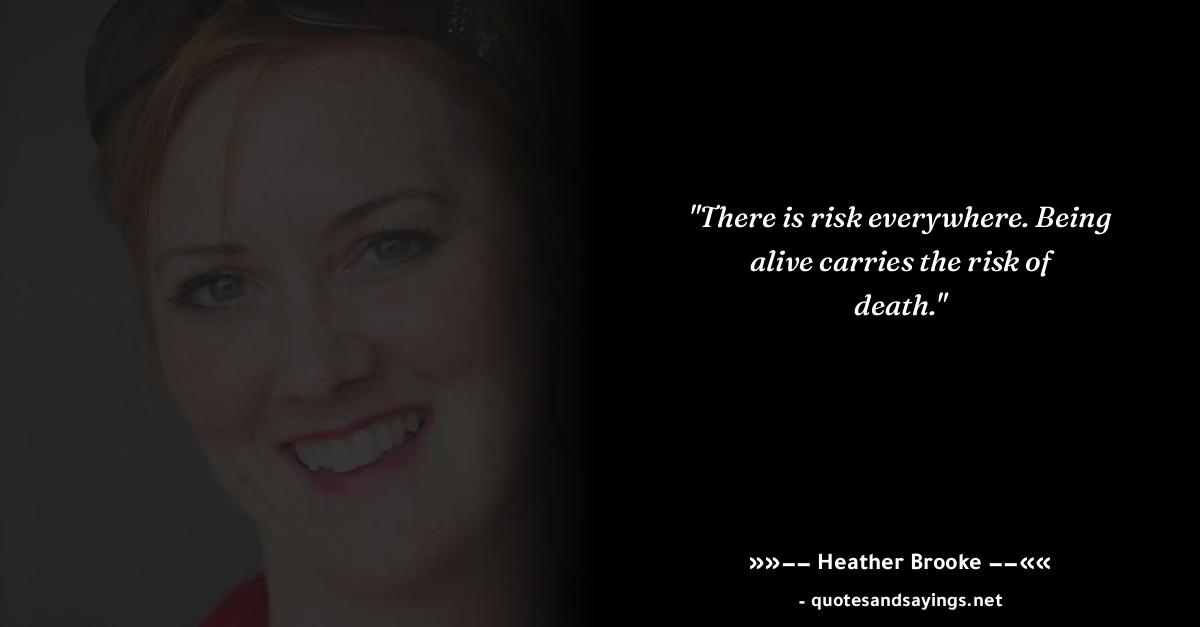 "There is risk everywhere. Being
alive carries the risk of
death."
»»−− Heather Brooke −−««
- quotesandsayings.net